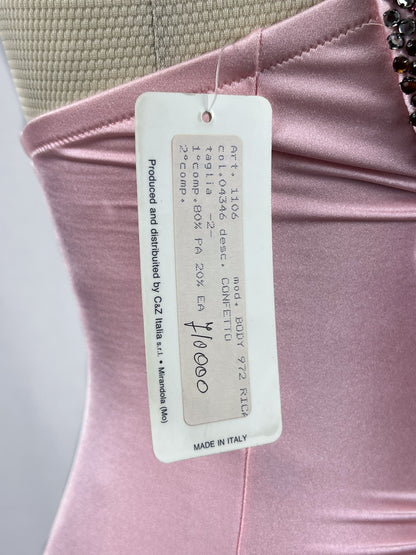 Art. 1106 mod. BODY 972 RICA
col.04346 desc. CONFETTO
taglia -2-
1°comp.80% PA 20% EA
2°comp.
¥10000
Produced and distribuited by C&Z Italia s.r.l. • Mirandola (Mo)
MADE IN ITALY